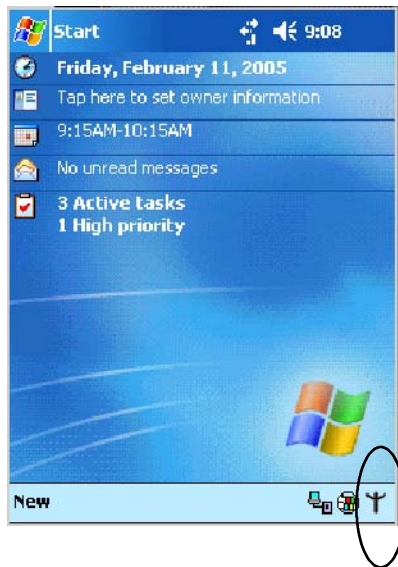 Start 9:08
Friday, February 11, 2005
Tap here to set owner information
9:15AM-10:15AM
No unread messages
3 Active tasks
1 High priority
New